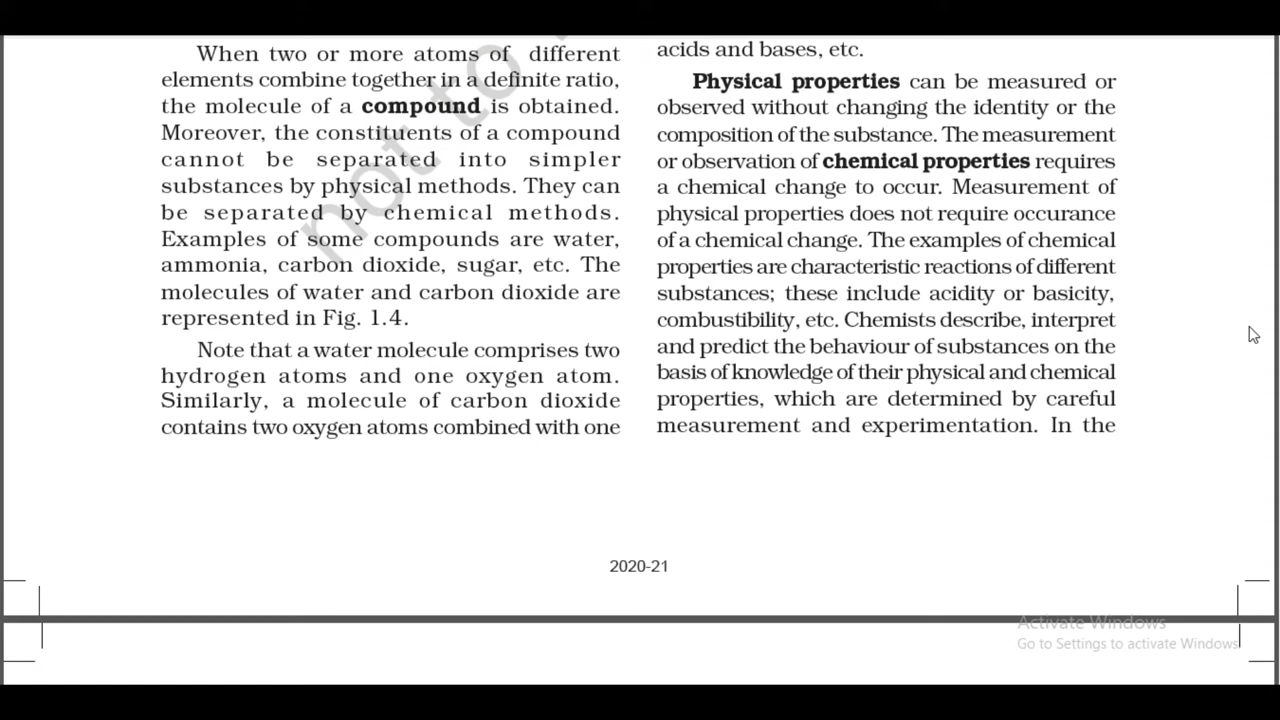 When two or more atoms of different
elements combine together in a definite ratio,
the molecule of a compound is obtained.
Moreover, the constituents of a compound
cannot be separated into simpler
substances by physical methods. They can
be separated by chemical methods.
Examples of some compounds are water,
ammonia, carbon dioxide, sugar, etc. The
molecules of water and carbon dioxide are
represented in Fig. 1.4.
Note that a water molecule comprises two
hydrogen atoms and one oxygen atom.
Similarly, a molecule of carbon dioxide
contains two oxygen atoms combined with one
acids and bases, etc.
Physical properties can be measured or
observed without changing the identity or the
composition of the substance. The measurement
or observation of chemical properties requires
a chemical change to occur. Measurement of
physical properties does not require occurance
of a chemical change. The examples of chemical
properties are characteristic reactions of different
substances; these include acidity or basicity,
combustibility, etc. Chemists describe, interpret
and predict the behaviour of substances on the
basis of knowledge of their physical and chemical
properties, which are determined by careful
measurement and experimentation. In the
not to
2020-21
Activate Windows
Go to Settings to activate Windows